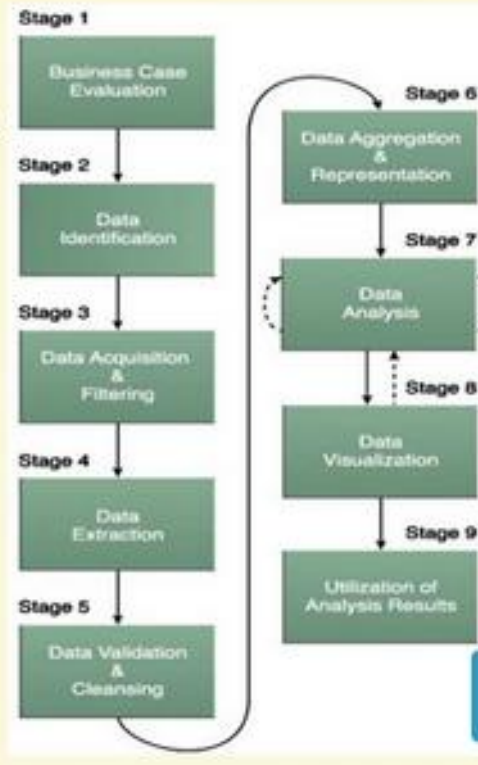 Stage 1
Business Case
Evaluation
Stage 2
Data
Identification
Stage 3
Data Acquisition
&
Filtering
Stage 4
Data
Extraction
Stage 5
Data Validation
&
Cleansing
Stage 6
Data Aggregation
&
Representation
Stage 7
Data
Analysis
Stage 8
Data
Visualization
Stage 9
Utilization of
Analysis Results